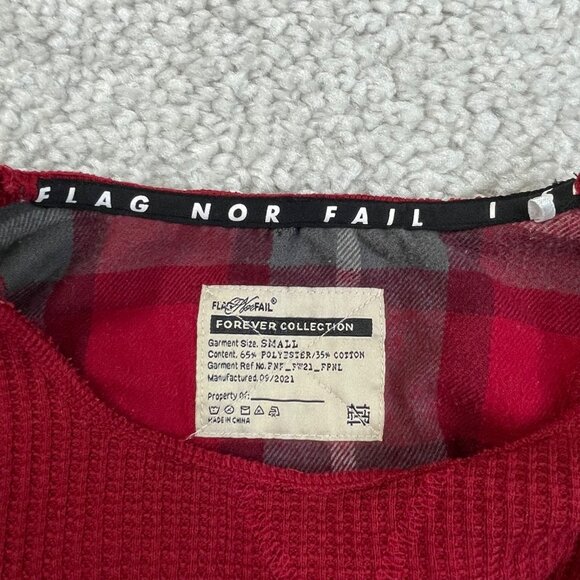 FLAG NOR FAIL I
FLAG Nor FAIL®
FOREVER COLLECTION
Garment Size. SMALL
Content. 65% POLYESTER/35% COTTON
Garment Ref No. FNF_FW21_FPNL
Manufactured. 09/2021
Property Of:
MADE IN CHINA